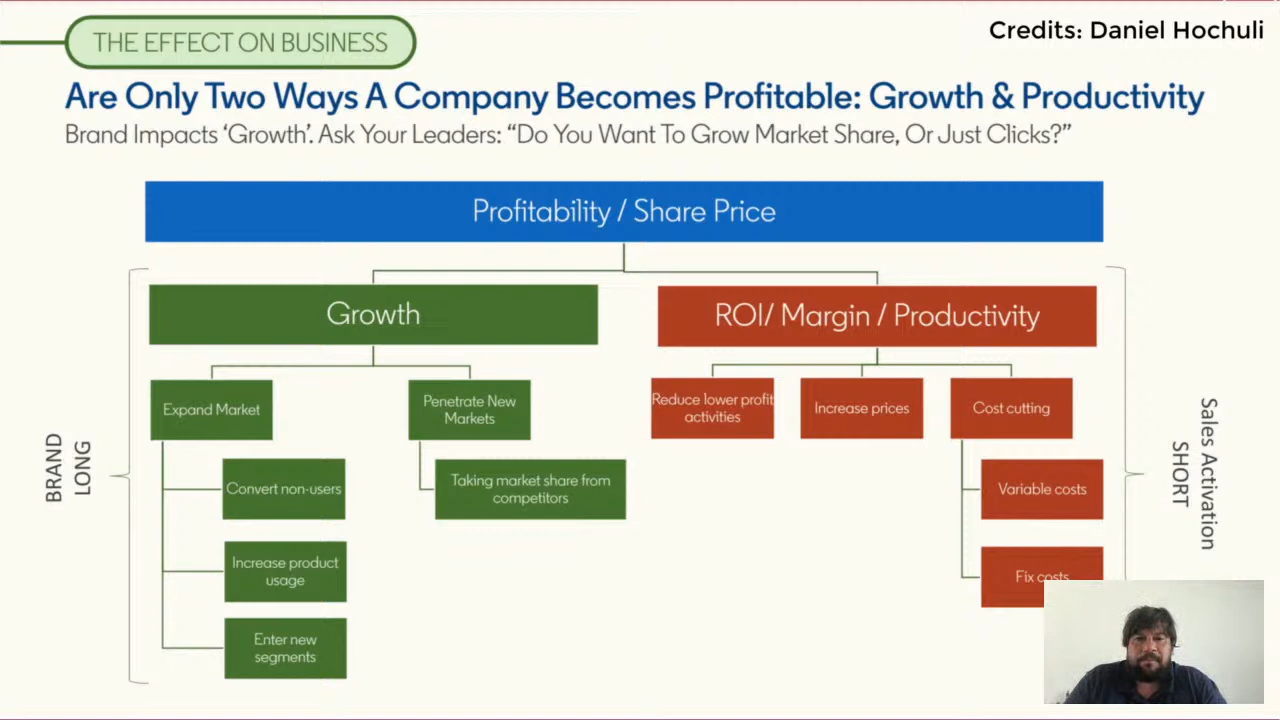 THE EFFECT ON BUSINESS
Credits: Daniel Hochuli
Are Only Two Ways A Company Becomes Profitable: Growth & Productivity
Brand Impacts ‘Growth’. Ask Your Leaders: “Do You Want To Grow Market Share, Or Just Clicks?”
Profitability / Share Price
Growth
ROI/ Margin / Productivity
Expand Market
Penetrate New
Markets
Reduce lower profit
activities
Increase prices
Cost cutting
BRAND
LONG
Convert non-users
Taking market share from
competitors
Variable costs
Sales Activation
SHORT
Increase product
usage
Fix costs
Enter new
segments